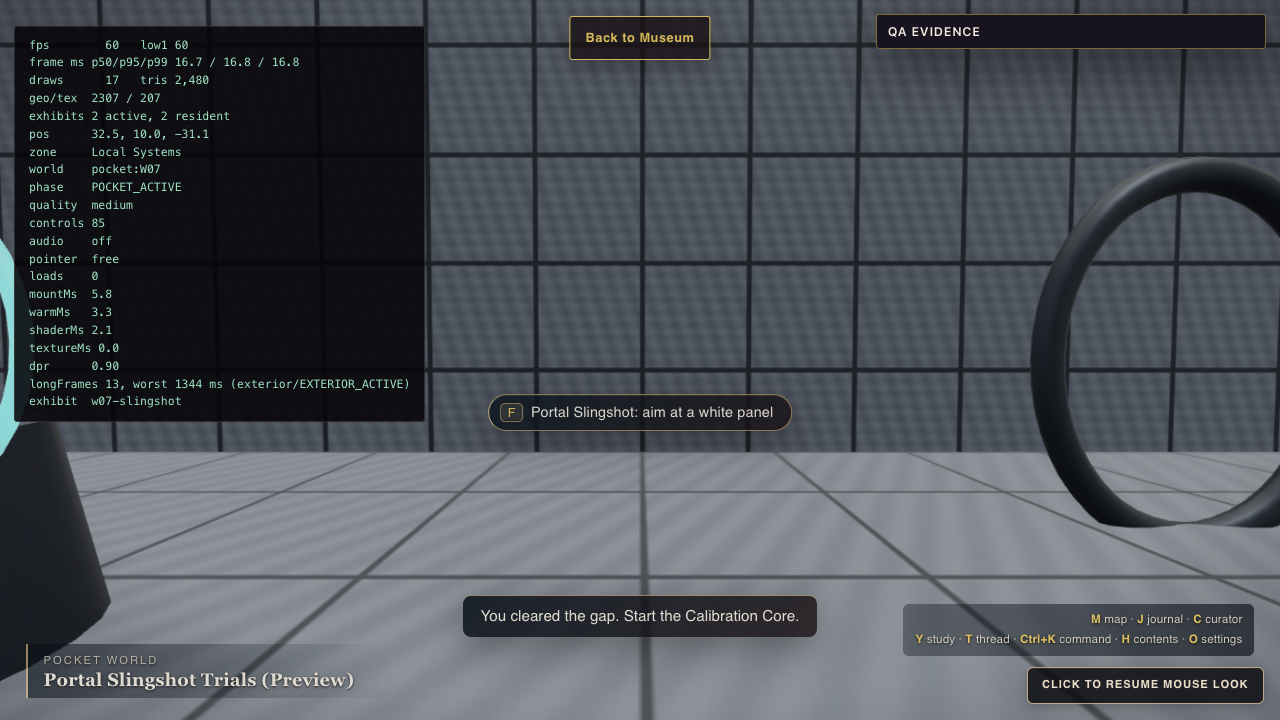 fps 60 low1 60
frame ms p50/p95/p99 16.7 / 16.8 / 16.8
draws 17 tris 2,480
geo/tex 2307 / 207
exhibits 2 active, 2 resident
pos 32.5, 10.0, −31.1
zone Local Systems
world pocket:W07
phase POCKET_ACTIVE
quality medium
controls 85
audio off
pointer free
loads 0
mountMs 5.8
warmMs 3.3
shaderMs 2.1
textureMs 0.0
dpr 0.90
longFrames 13, worst 1344 ms (exterior/EXTERIOR_ACTIVE)
exhibit w07-slingshot
Back to Museum
QA EVIDENCE
F Portal Slingshot: aim at a white panel
You cleared the gap. Start the Calibration Core.
POCKET WORLD
Portal Slingshot Trials (Preview)
M map · J journal · C curator
Y study · T thread · Ctrl+K command · H contents · O settings
CLICK TO RESUME MOUSE LOOK